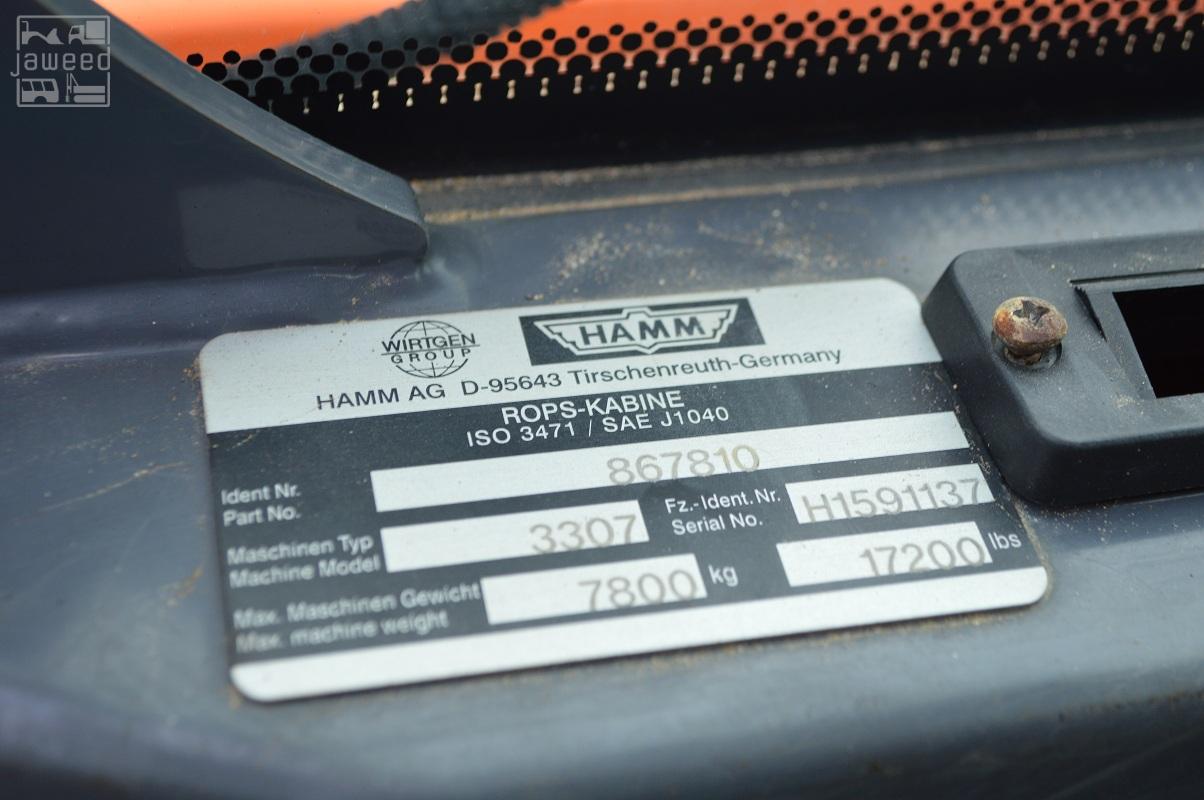 jaweed
WIRTGEN
GROUP
HAMM
HAMM AG D-95643 Tirschenreuth-Germany
ROPS-KABINE
ISO 3471 / SAE J1040
Ident Nr.
Part No. 867810
Maschinen Typ
Machine Model 3307
Fz.-Ident. Nr.
Serial No. H1591137
Max. Maschinen Gewicht
Max. machine weight 7800 kg 17200 lbs